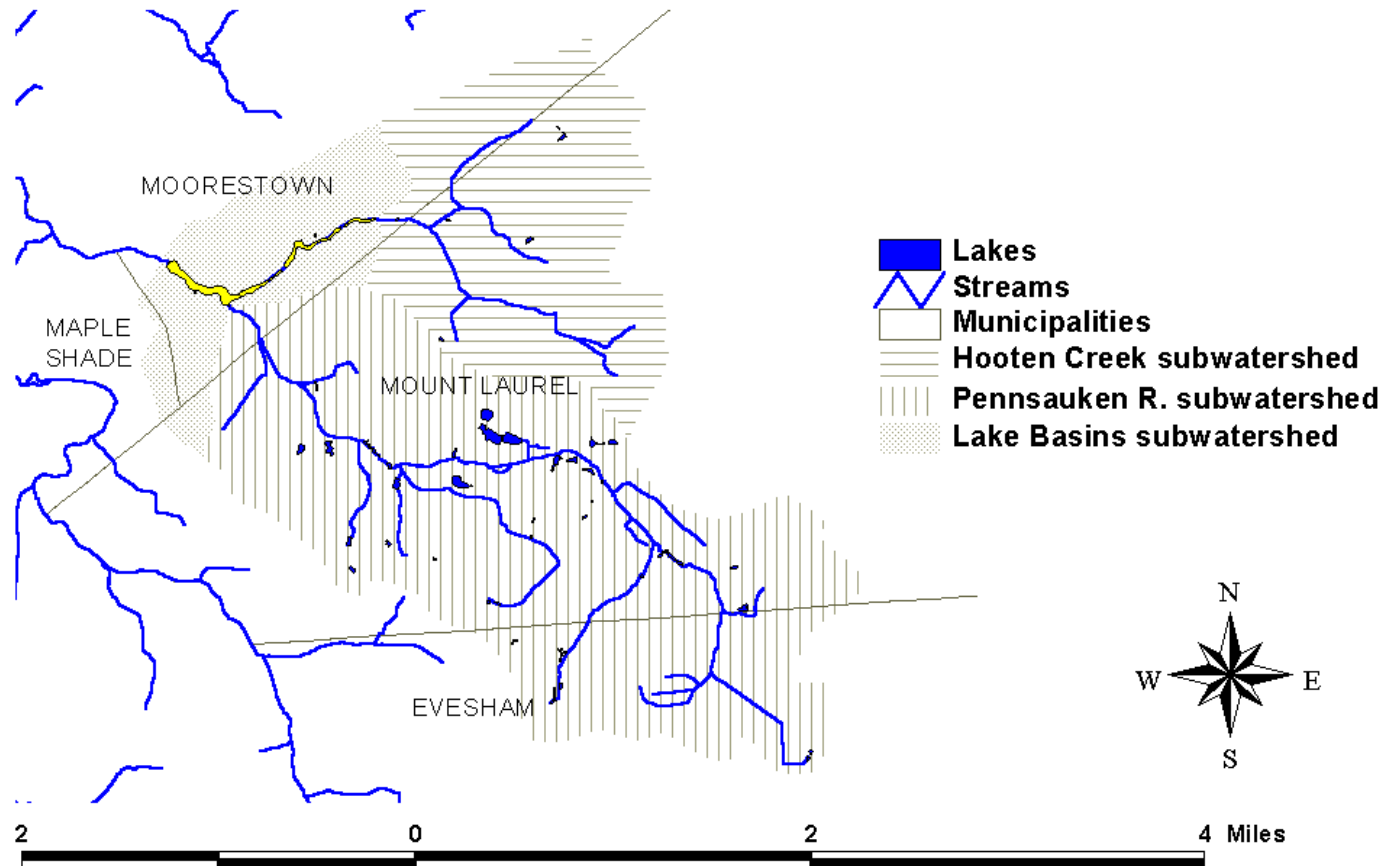 MOORESTOWN
MAPLE
SHADE
MOUNT LAUREL
EVESHAM
Lakes
Streams
Municipalities
Hooten Creek subwatershed
Pennsauken R. subwatershed
Lake Basins subwatershed
N
W E
S
2 0 2 4 Miles